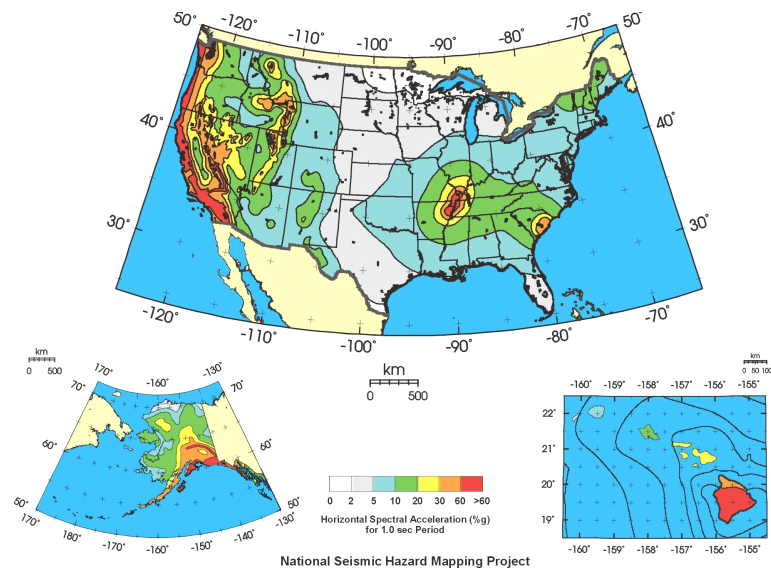 50° -120° -110° -100° -90° -80° -70° 50°
40° 40°
30° 30°
-120° -110° -100° -90° -80° -70°
km
0 500
km
0 500
km
0 50 100
-160° -130°
70° 70°
60° 60°
50° 50°
170° 170° 180° -170° -160° -150° -140° -130°
-160° -159° -158° -157° -156° -155°
22° 22°
21° 21°
20° 20°
19° 19°
-160° -159° -158° -157° -156° -155°
0 2 5 10 20 30 60 >60
Horizontal Spectral Acceleration (%g)
for 1.0 sec Period
National Seismic Hazard Mapping Project